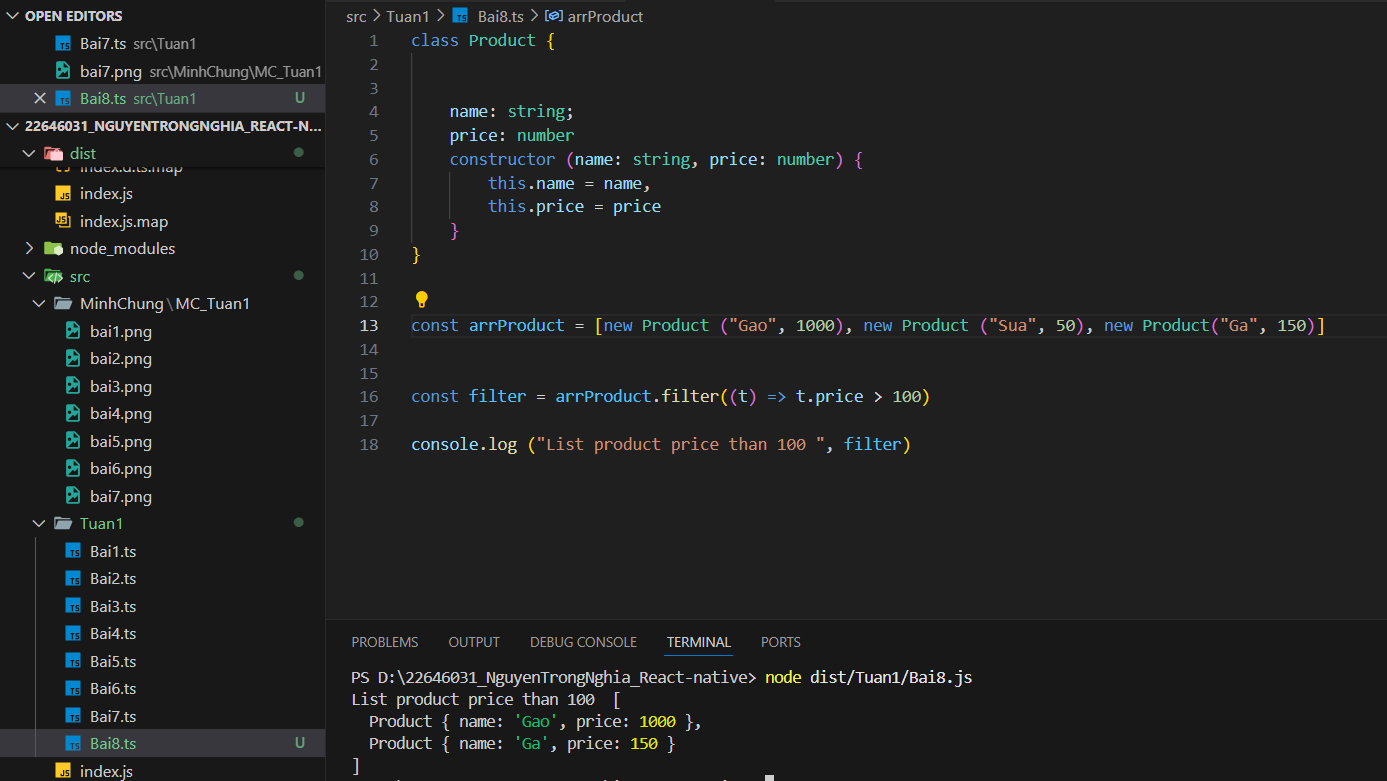 OPEN EDITORS
Bai7.ts src\Tuan1
bai7.png src\MinhChung\MC_Tuan1
Bai8.ts src\Tuan1 U
22646031_NGUYENTRONGNGHIA_REACT-N...
dist
index.d.ts.map
index.js
index.js.map
node_modules
src
MinhChung\MC_Tuan1
bai1.png
bai2.png
bai3.png
bai4.png
bai5.png
bai6.png
bai7.png
Tuan1
Bai1.ts
Bai2.ts
Bai3.ts
Bai4.ts
Bai5.ts
Bai6.ts
Bai7.ts
Bai8.ts U
index.js
src > Tuan1 > Bai8.ts > arrProduct
1 class Product {
2
3
4 name: string;
5 price: number
6 constructor (name: string, price: number) {
7 this.name = name,
8 this.price = price
9 }
10 }
11
12
13 const arrProduct = [new Product ("Gao", 1000), new Product ("Sua", 50), new Product("Ga", 150)]
14
15
16 const filter = arrProduct.filter((t) => t.price > 100)
17
18 console.log ("List product price than 100 ", filter)
PROBLEMS OUTPUT DEBUG CONSOLE TERMINAL PORTS
PS D:\22646031_NguyenTrongNghia_React-native> node dist/Tuan1/Bai8.js
List product price than 100  [
Product { name: 'Gao', price: 1000 },
Product { name: 'Ga', price: 150 }
]